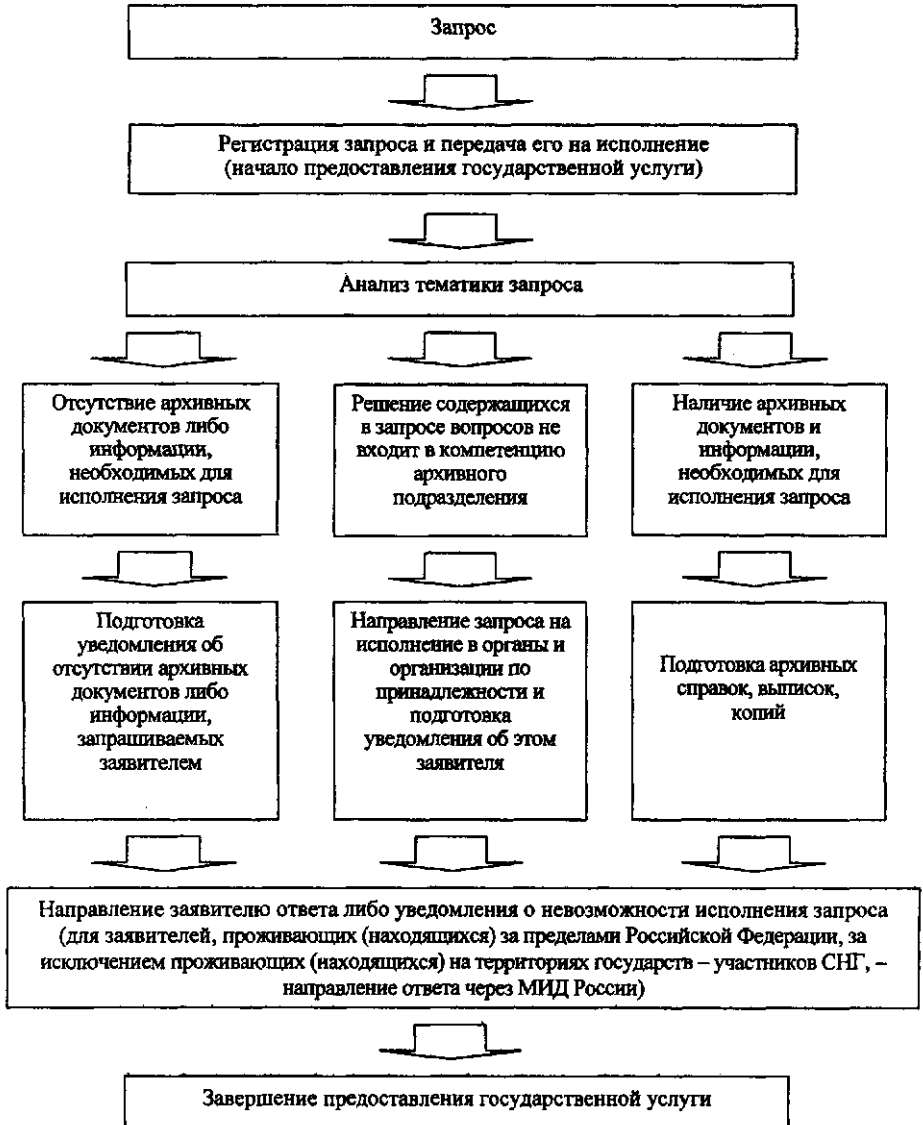 Запрос
Регистрация запроса и передача его на исполнение
(начало предоставления государственной услуги)
Анализ тематики запроса
Отсутствие архивных
документов либо
информации,
необходимых для
исполнения запроса
Решение содержащихся
в запросе вопросов не
входит в компетенцию
архивного
подразделения
Наличие архивных
документов и
информации,
необходимых для
исполнения запроса
Подготовка
уведомления об
отсутствии архивных
документов либо
информации,
запрашиваемых
заявителем
Направление запроса на
исполнение в органы и
организации по
принадлежности и
подготовка
уведомления об этом
заявителя
Подготовка архивных
справок, выписок,
копий
Направление заявителю ответа либо уведомления о невозможности исполнения запроса
(для заявителей, проживающих (находящихся) за пределами Российской Федерации, за
исключением проживающих (находящихся) на территориях государств – участников СНГ, –
направление ответа через МИД России)
Завершение предоставления государственной услуги